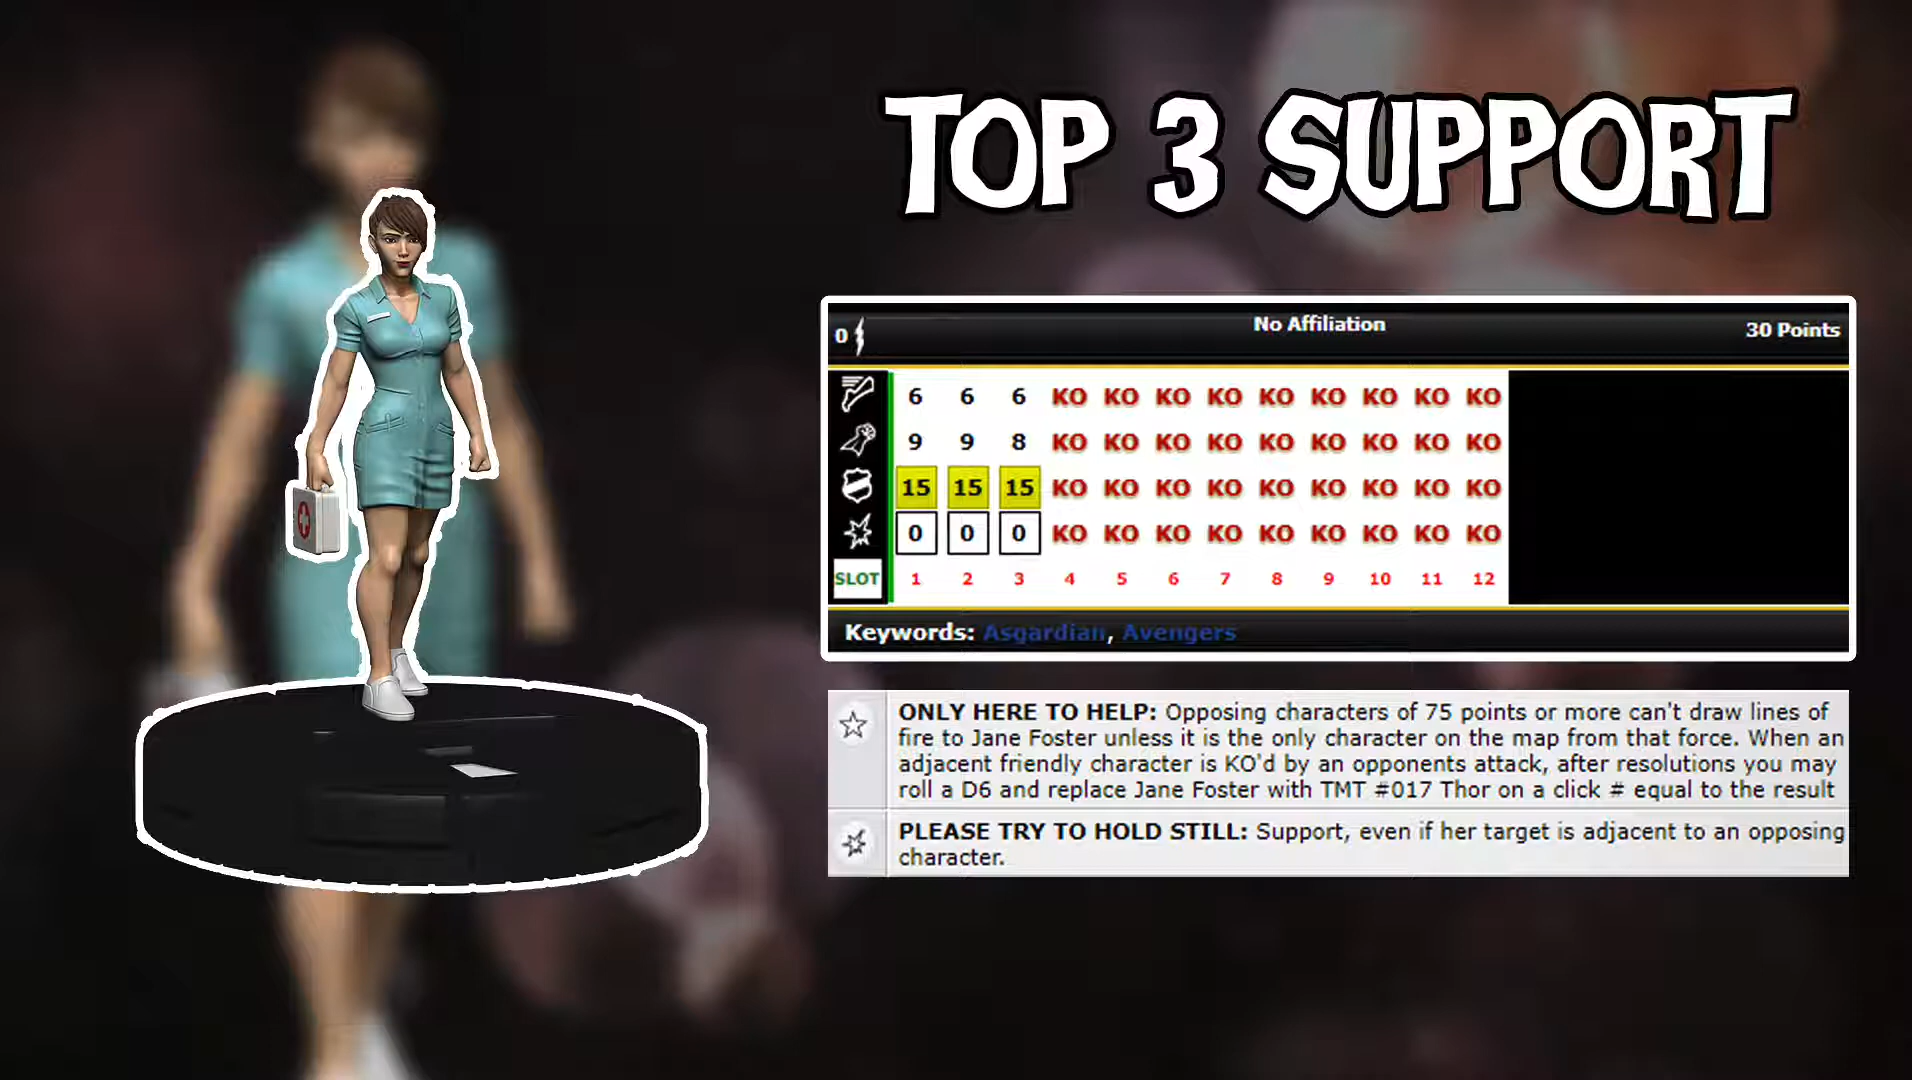 TOP 3 SUPPORT
0 No Affiliation 30 Points
6 6 6 KO KO KO KO KO KO KO KO KO
9 9 8 KO KO KO KO KO KO KO KO KO
15 15 15 KO KO KO KO KO KO KO KO KO
0 0 0 KO KO KO KO KO KO KO KO KO
SLOT 1 2 3 4 5 6 7 8 9 10 11 12
Keywords: Asgardian, Avengers
ONLY HERE TO HELP: Opposing characters of 75 points or more can't draw lines of
fire to Jane Foster unless it is the only character on the map from that force. When an
adjacent friendly character is KO'd by an opponents attack, after resolutions you may
roll a D6 and replace Jane Foster with TMT #017 Thor on a click # equal to the result
PLEASE TRY TO HOLD STILL: Support, even if her target is adjacent to an opposing
character.